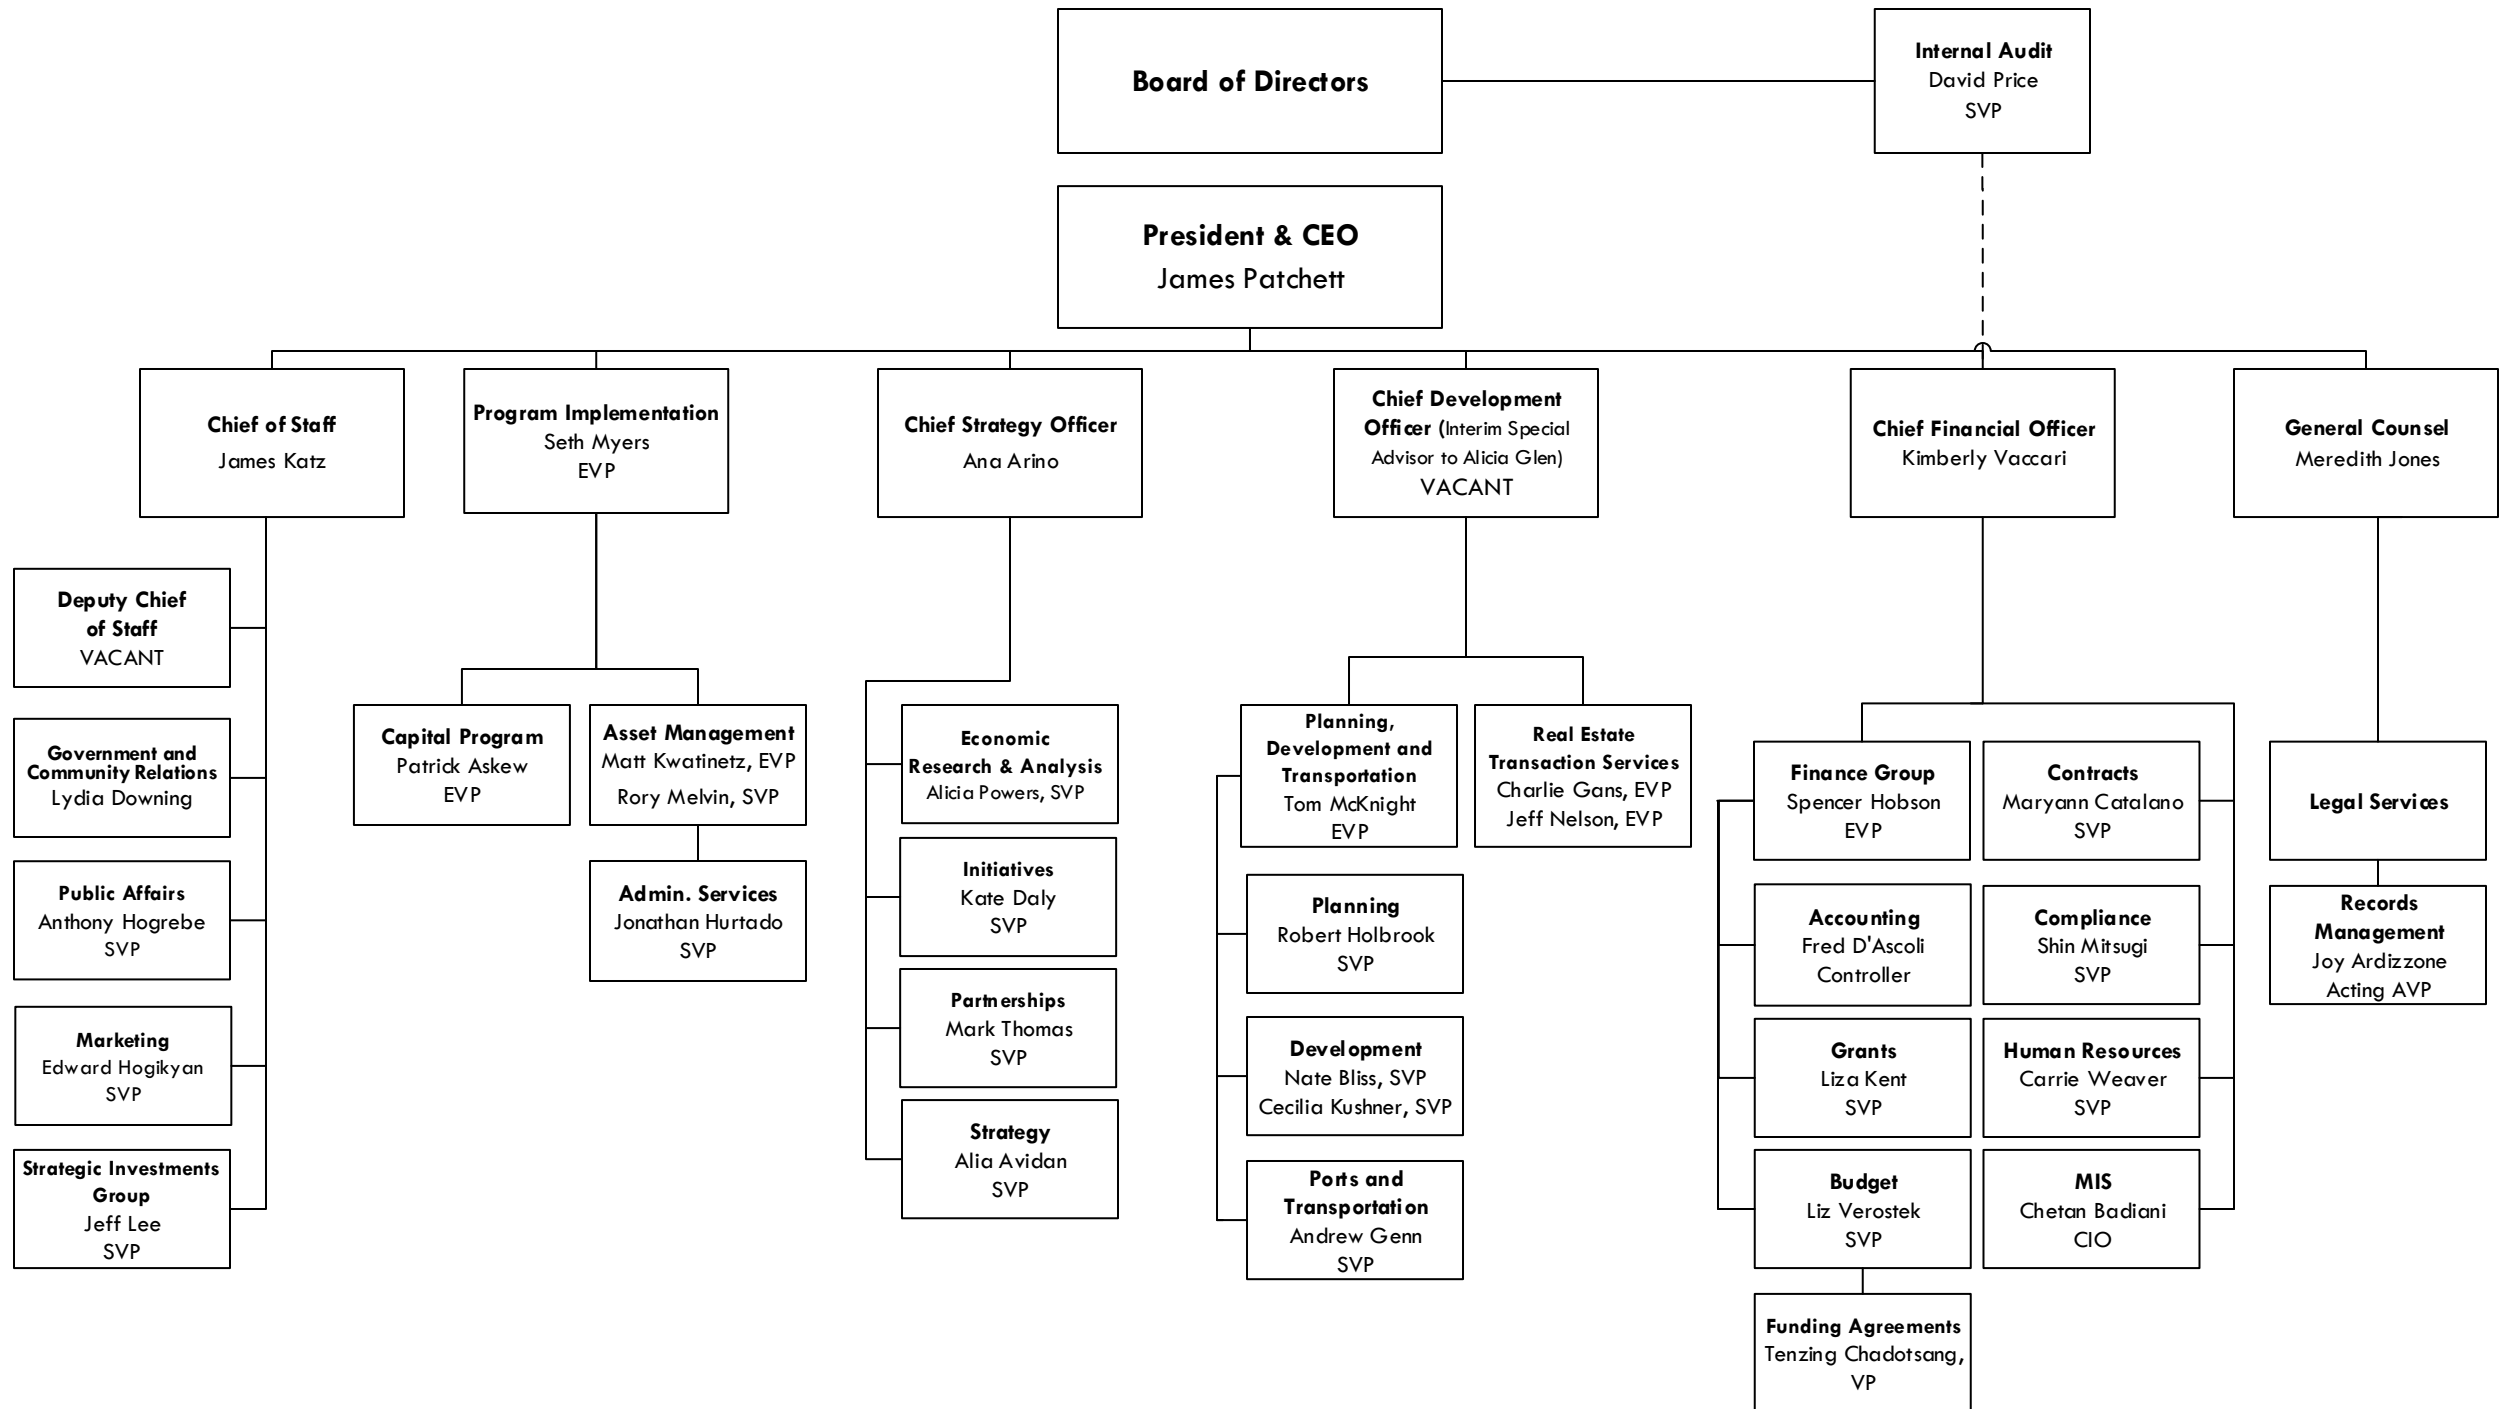 Board of Directors
Internal Audit
David Price
SVP
President & CEO
James Patchett
Chief of Staff
James Katz
Program Implementation
Seth Myers
EVP
Chief Strategy Officer
Ana Arino
Chief Development
Officer (Interim Special
Advisor to Alicia Glen)
VACANT
Chief Financial Officer
Kimberly Vaccari
General Counsel
Meredith Jones
Deputy Chief
of Staff
VACANT
Government and
Community Relations
Lydia Downing
Public Affairs
Anthony Hogrebe
SVP
Marketing
Edward Hogikyan
SVP
Strategic Investments
Group
Jeff Lee
SVP
Capital Program
Patrick Askew
EVP
Asset Management
Matt Kwatinetz, EVP
Rory Melvin, SVP
Admin. Services
Jonathan Hurtado
SVP
Economic
Research & Analysis
Alicia Powers, SVP
Initiatives
Kate Daly
SVP
Partnerships
Mark Thomas
SVP
Strategy
Alia Avidan
SVP
Planning,
Development and
Transportation
Tom McKnight
EVP
Real Estate
Transaction Services
Charlie Gans, EVP
Jeff Nelson, EVP
Planning
Robert Holbrook
SVP
Development
Nate Bliss, SVP
Cecilia Kushner, SVP
Ports and
Transportation
Andrew Genn
SVP
Finance Group
Spencer Hobson
EVP
Contracts
Maryann Catalano
SVP
Accounting
Fred D'Ascoli
Controller
Compliance
Shin Mitsugi
SVP
Grants
Liza Kent
SVP
Human Resources
Carrie Weaver
SVP
Budget
Liz Verostek
SVP
MIS
Chetan Badiani
CIO
Funding Agreements
Tenzing Chadotsang,
VP
Legal Services
Records
Management
Joy Ardizzone
Acting AVP